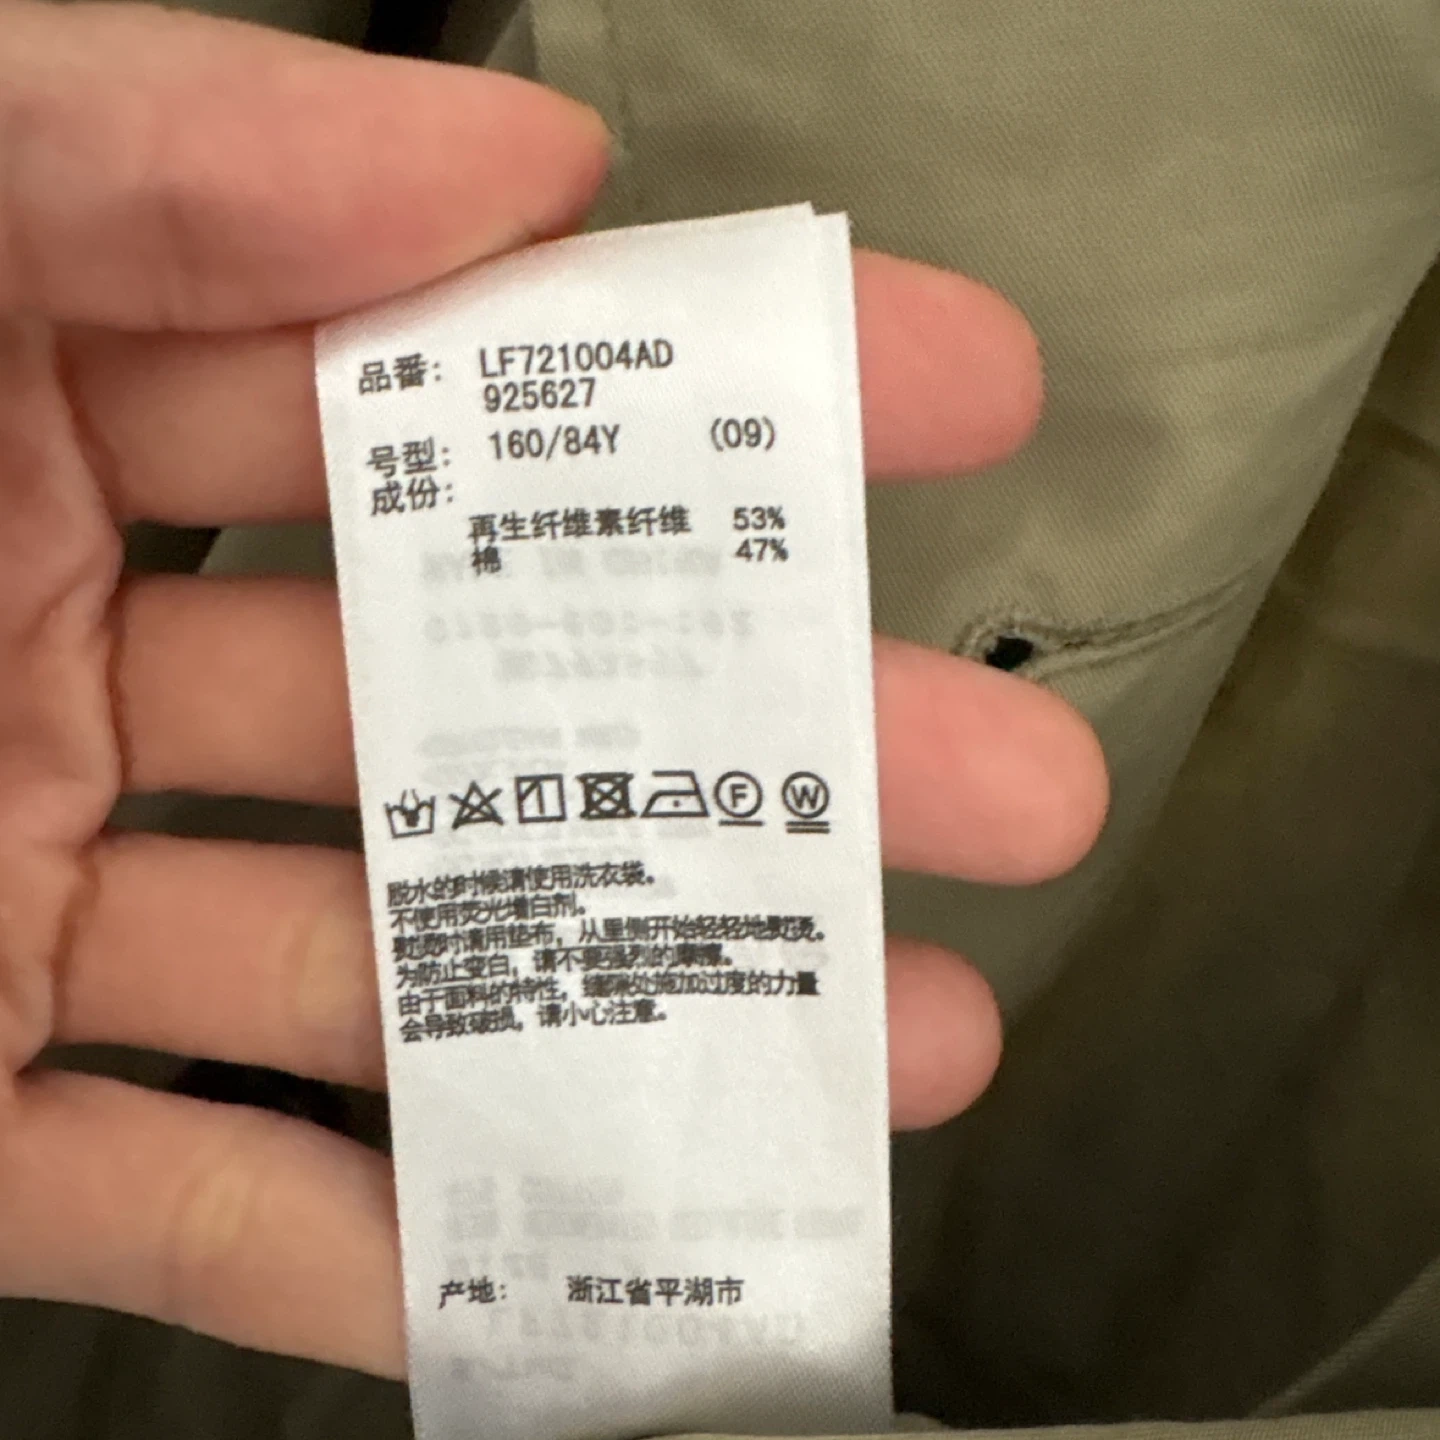 品番： LF721004AD
925627
号型： 160/84Y (09)
成份：
再生纤维素纤维 53%
棉 47%
F W
脱水的时候请使用洗衣袋。
不使用荧光增白剂。
熨烫时请用垫布，从里侧开始轻轻地熨烫。
为防止变白，请不要强烈的摩擦。
由于面料的特性，缝隙处施加过度的力量
会导致破损，请小心注意。
产地： 浙江省平湖市